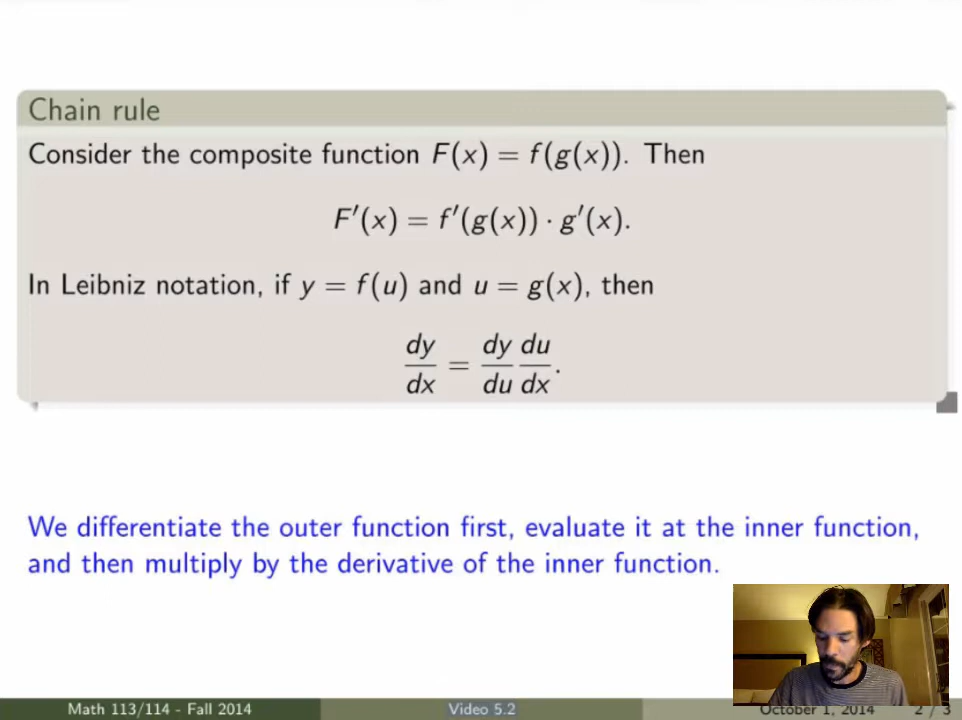 Chain rule
Consider the composite function F(x) = f(g(x)). Then
F′(x) = f′(g(x)) · g′(x).
In Leibniz notation, if y = f(u) and u = g(x), then
dy/dx = dy/du du/dx.
We differentiate the outer function first, evaluate it at the inner function,
and then multiply by the derivative of the inner function.
Math 113/114 - Fall 2014 Video 5.2 October 1, 2014 2 / 3